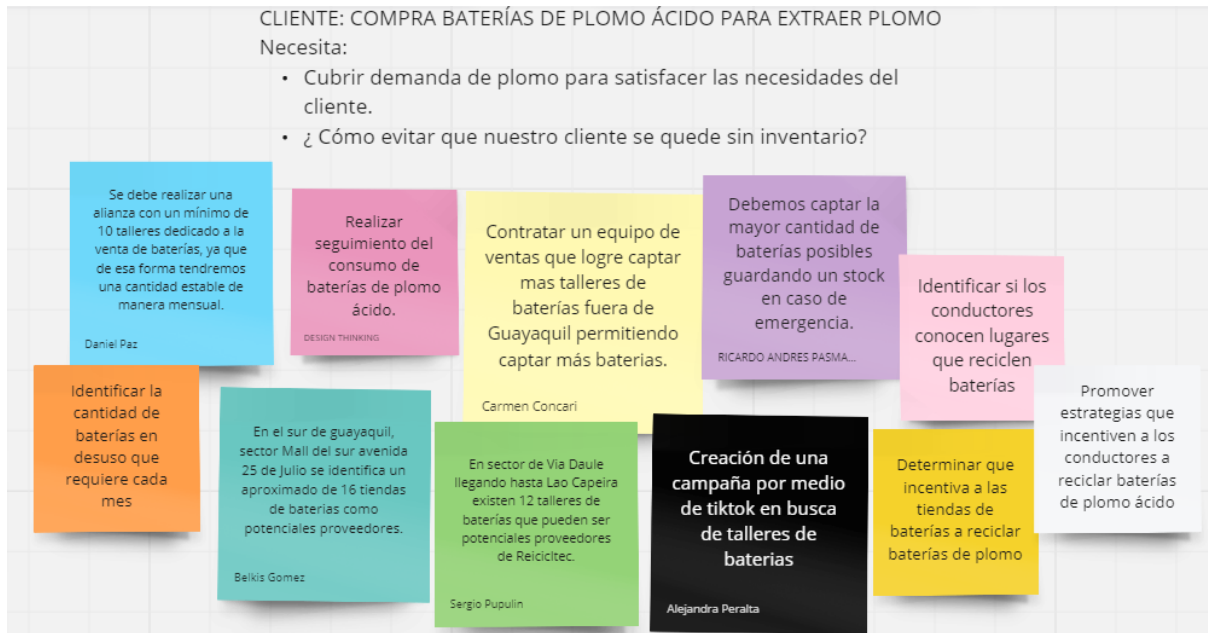 CLIENTE: COMPRA BATERÍAS DE PLOMO ÁCIDO PARA EXTRAER PLOMO
Necesita:
• Cubrir demanda de plomo para satisfacer las necesidades del
cliente.
• ¿ Cómo evitar que nuestro cliente se quede sin inventario?
Se debe realizar una
alianza con un mínimo de
10 talleres dedicado a la
venta de baterías, ya que
de esa forma tendremos
una cantidad estable de
manera mensual.
Daniel Paz
Realizar
seguimiento del
consumo de
baterías de plomo
ácido.
DESIGN THINKING
Contratar un equipo de
ventas que logre captar
mas talleres de
baterías fuera de
Guayaquil permitiendo
captar más baterias.
Carmen Concari
Debemos captar la
mayor cantidad de
baterías posibles
guardando un stock
en caso de
emergencia.
RICARDO ANDRES PASMA...
Identificar si los
conductores
conocen lugares
que reciclen
baterías
Identificar la
cantidad de
baterías en
desuso que
requiere cada
mes
En el sur de guayaquil,
sector Mall del sur avenida
25 de Julio se identifica un
aproximado de 16 tiendas
de baterias como
potenciales proveedores.
Belkis Gomez
En sector de Via Daule
llegando hasta Lao Capeira
existen 12 talleres de
baterías que pueden ser
potenciales proveedores
de Reicicltec.
Sergio Pupulin
Creación de una
campaña por medio
de tiktok en busca
de talleres de
baterias
Alejandra Peralta
Determinar que
incentiva a las
tiendas de
baterías a reciclar
baterías de plomo
Promover
estrategias que
incentiven a los
conductores a
reciclar baterías
de plomo ácido